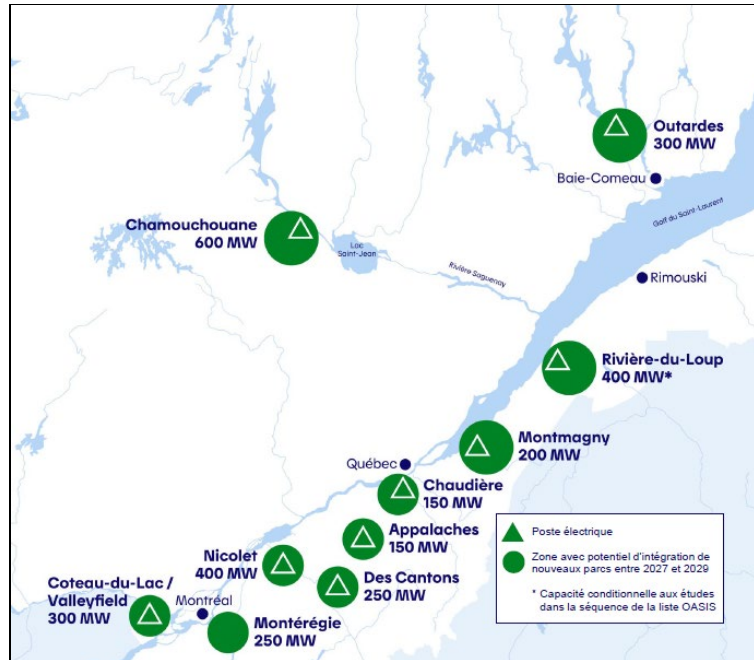 Outardes
300 MW
Baie-Comeau
Golf du Saint-Laurent
Chamouchouane
600 MW
Lac
Saint-Jean
Rivière Saguenay
Rimouski
Rivière-du-Loup
400 MW*
Montmagny
200 MW
Québec
Chaudière
150 MW
Appalaches
150 MW
Nicolet
400 MW
Des Cantons
250 MW
Coteau-du-Lac /
Valleyfield
300 MW
Montréal
Montérégie
250 MW
Poste électrique
Zone avec potentiel d'intégration de
nouveaux parcs entre 2027 et 2029
* Capacité conditionnelle aux études
dans la séquence de la liste OASIS